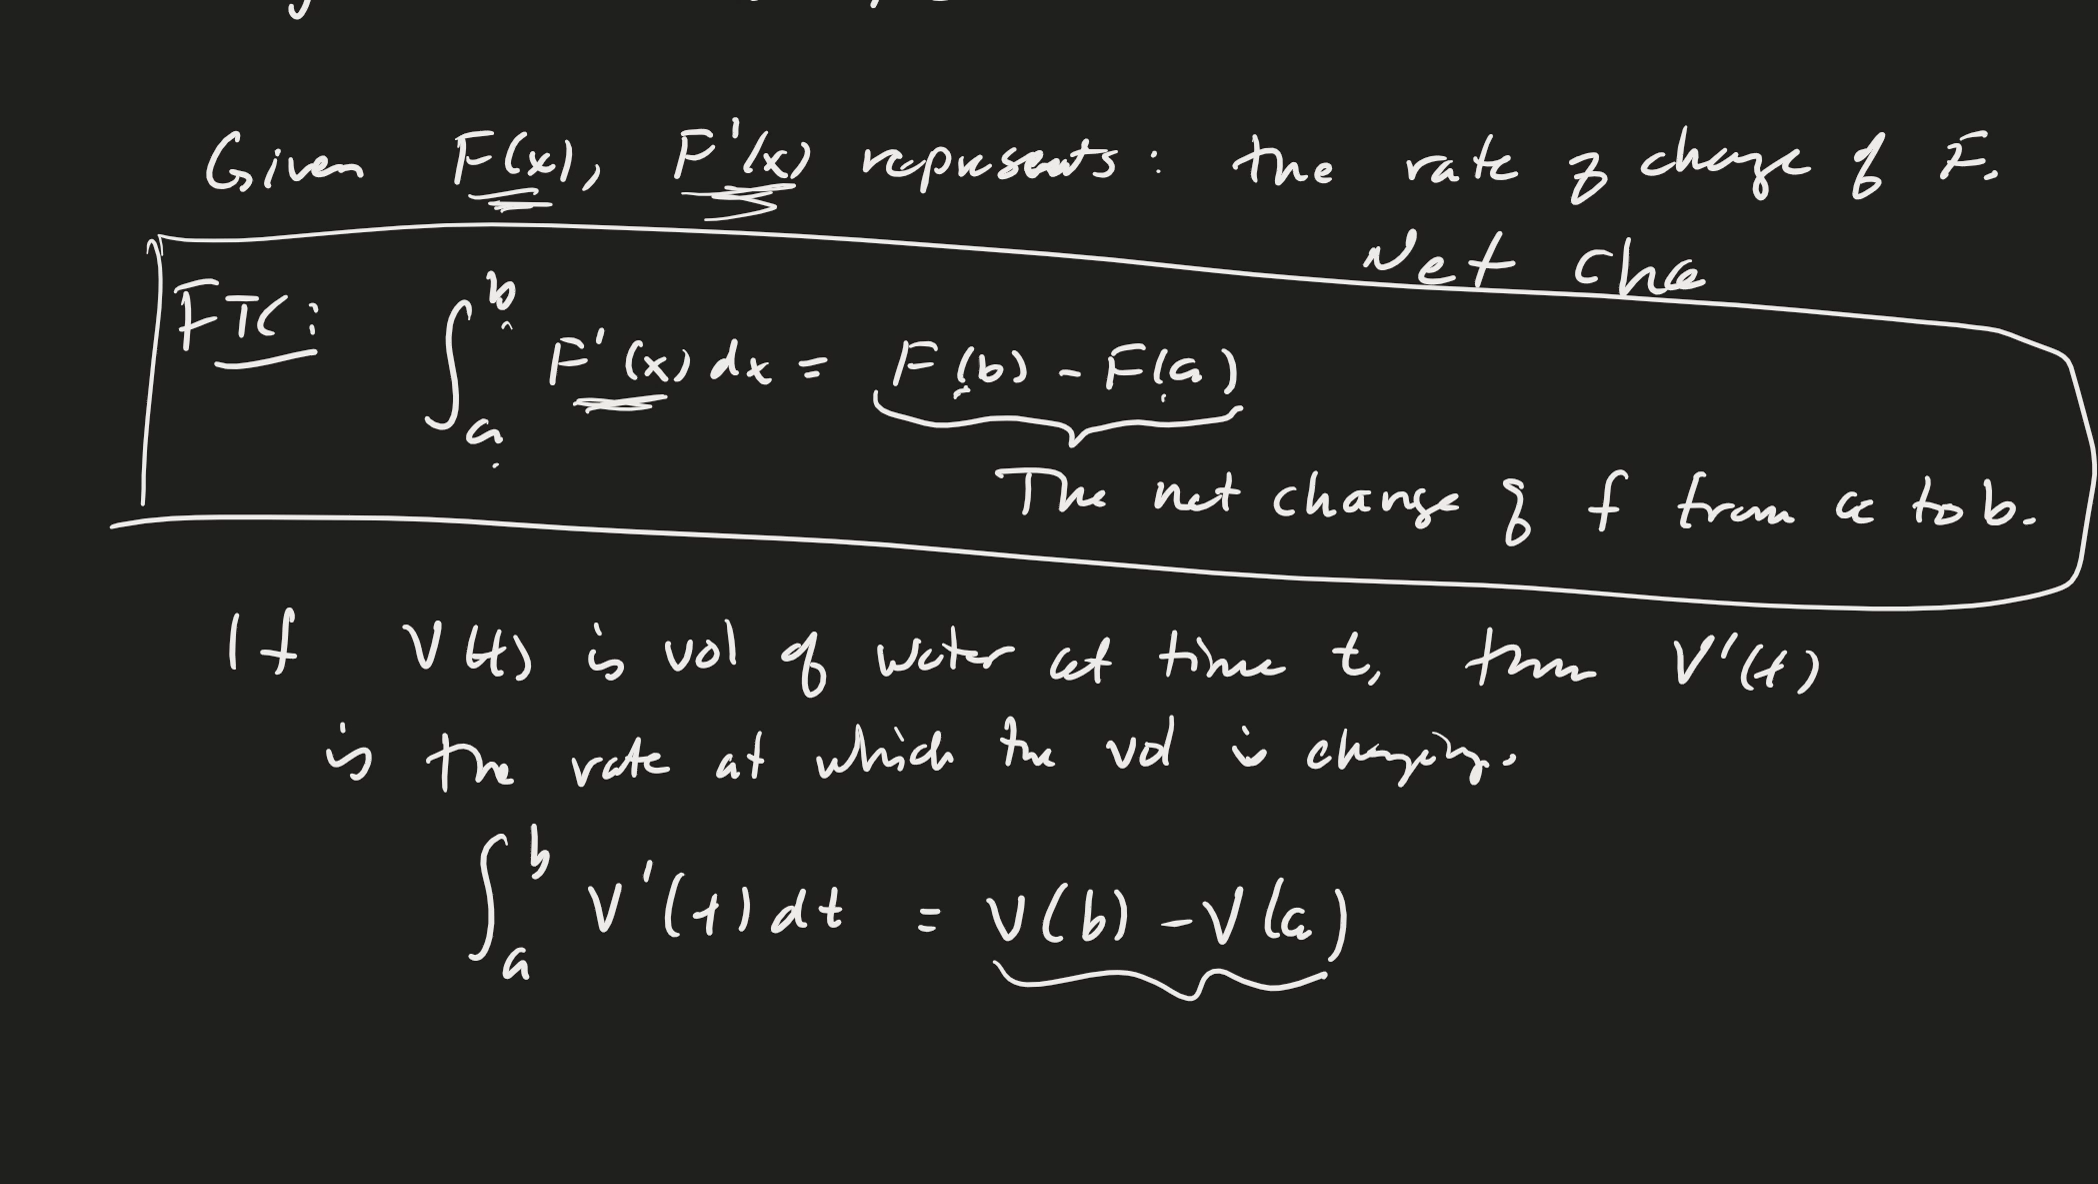 Given F(x), F'(x) represents: the rate of change of F.
Net Cha
FTC: ∫_a^b F'(x) dx = F(b) - F(a)
The net change of f from a to b.
If V(t) is vol of water at time t, then V'(t)
is the rate at which the vol is changing.
∫_a^b V'(t) dt = V(b) - V(a)